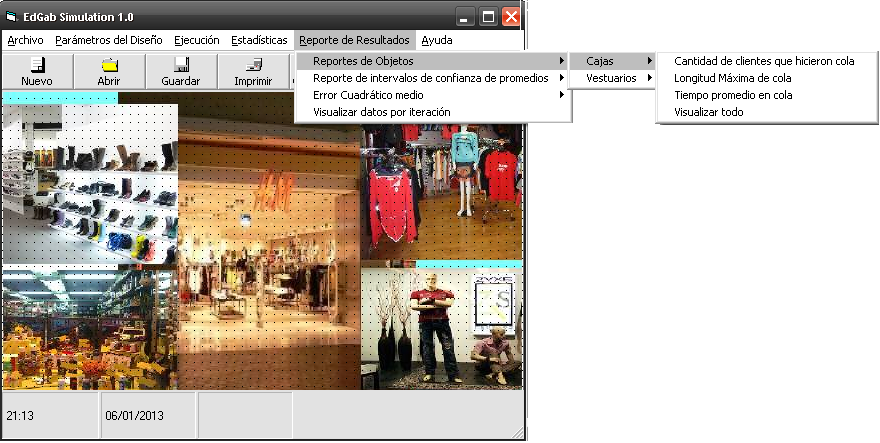 EdGab Simulation 1.0
Archivo Parámetros del Diseño Ejecución Estadísticas Reporte de Resultados Ayuda
Nuevo Abrir Guardar Imprimir
Reportes de Objetos
Reporte de intervalos de confianza de promedios
Error Cuadrático medio
Visualizar datos por iteración
Cajas
Vestuarios
Cantidad de clientes que hicieron cola
Longitud Máxima de cola
Tiempo promedio en cola
Visualizar todo
H&M
21:13 06/01/2013